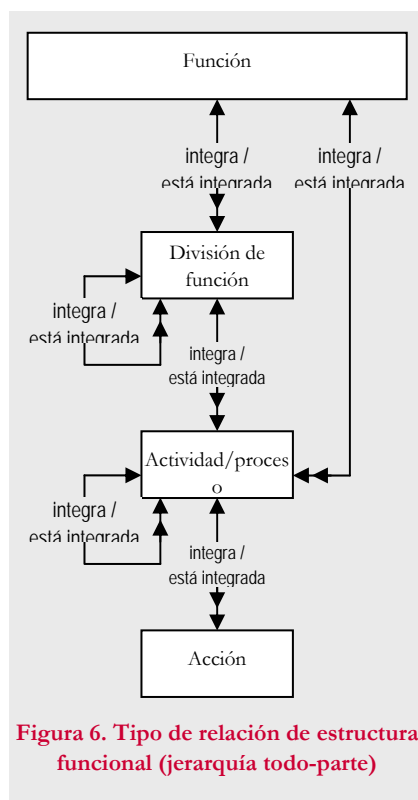 Función
integra /
está integrada
integra /
está integrada
División de
función
integra /
está integrada
integra /
está integrada
Actividad/proces
o
integra /
está integrada
integra /
está integrada
Acción
Figura 6. Tipo de relación de estructura
funcional (jerarquía todo-parte)